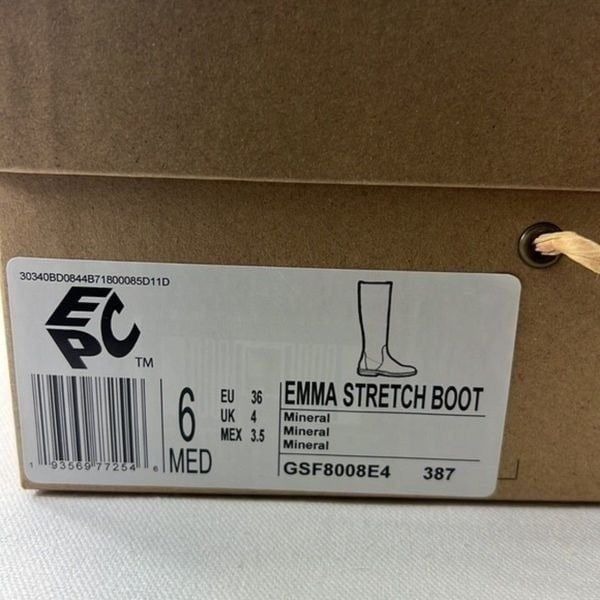 30340BD0844B71800085D11D
EPC
TM
1 93569 77254 6
6
MED
EU 36
UK 4
MEX 3.5
EMMA STRETCH BOOT
Mineral
Mineral
Mineral
GSF8008E4 387